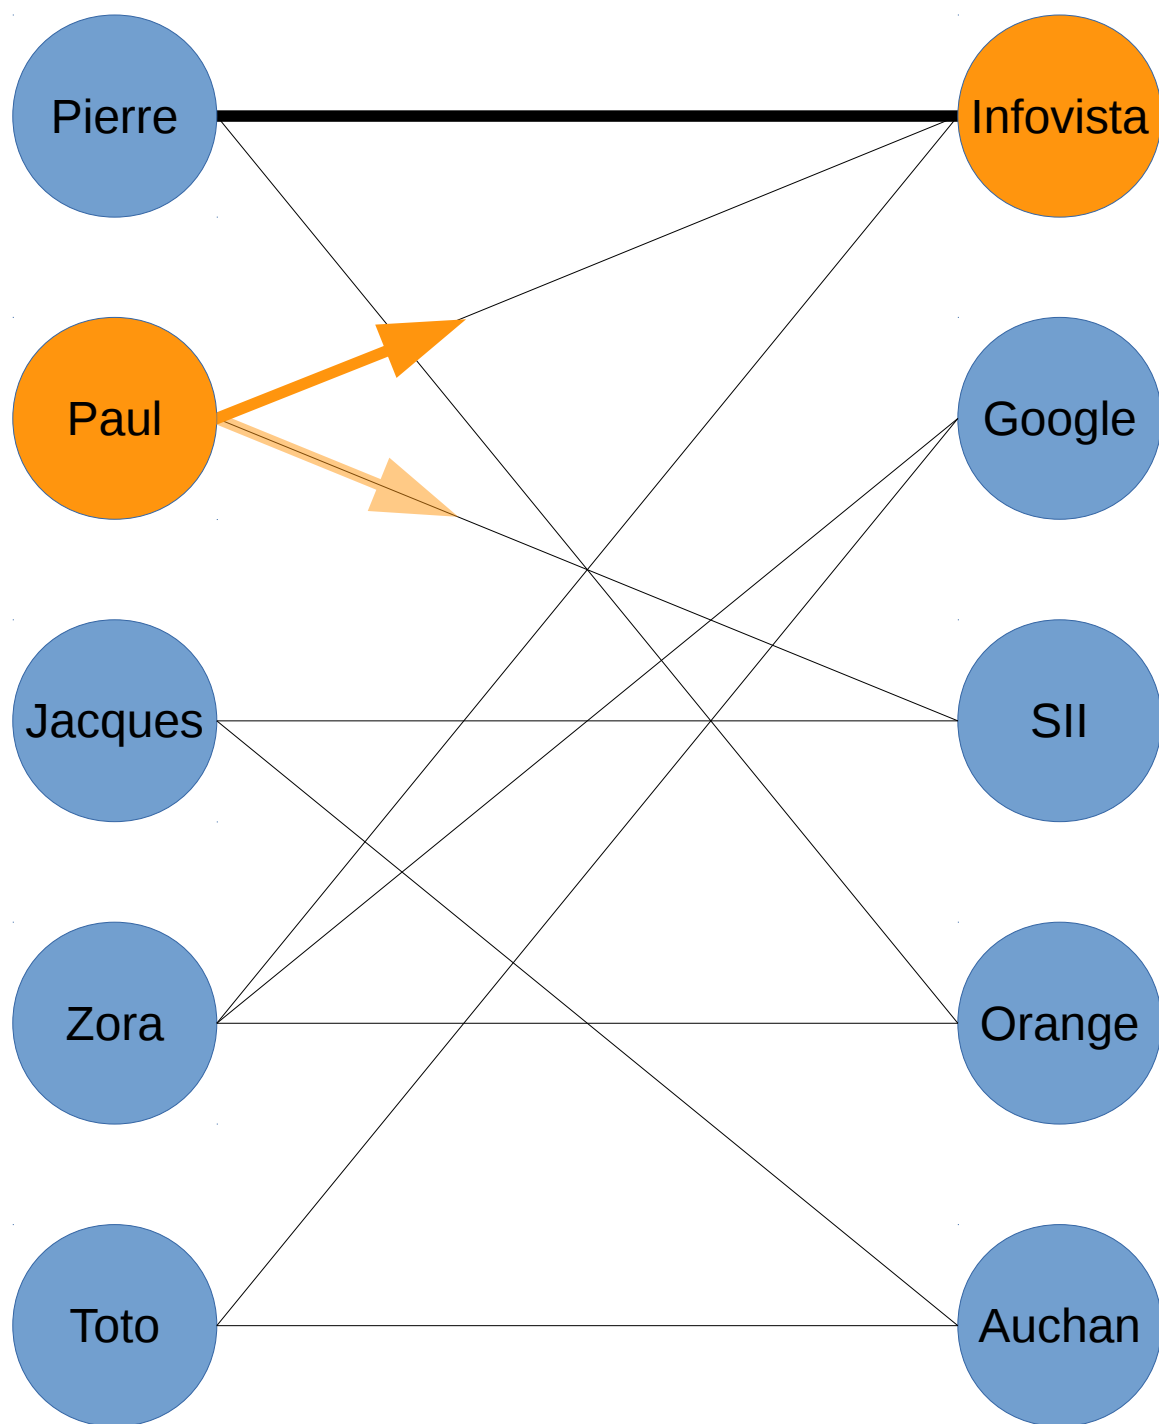 Pierre
Infovista
Paul
Google
Jacques
SII
Zora
Orange
Toto
Auchan